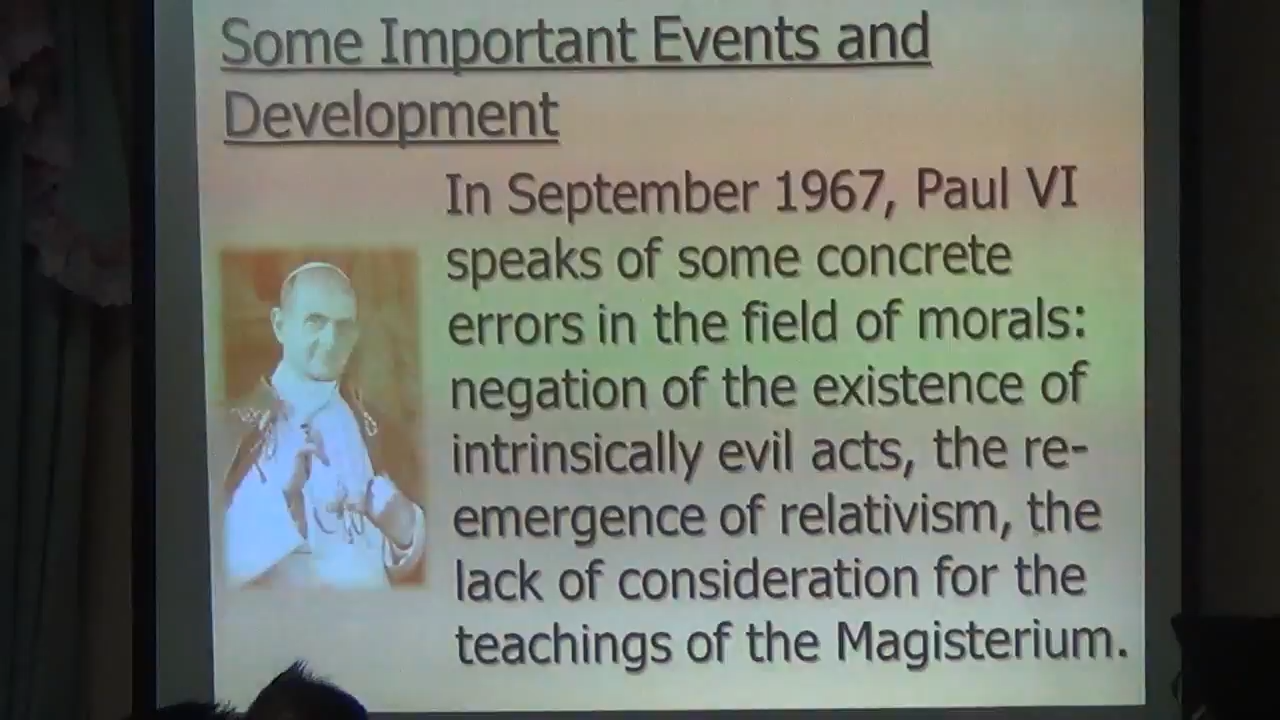 Some Important Events and
Development
In September 1967, Paul VI
speaks of some concrete
errors in the field of morals:
negation of the existence of
intrinsically evil acts, the re-
emergence of relativism, the
lack of consideration for the
teachings of the Magisterium.